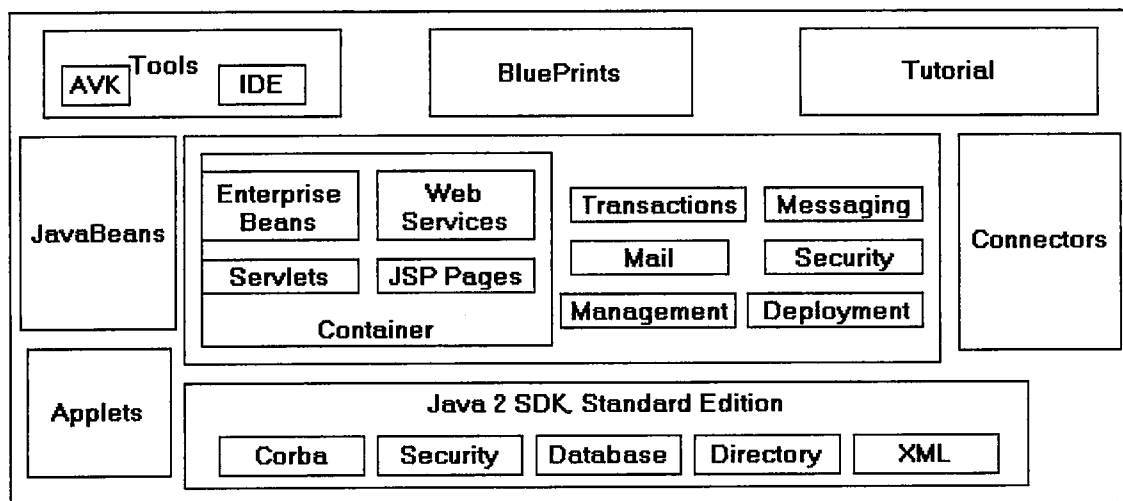 Tools
AVK
IDE
BluePrints
Tutorial
JavaBeans
Enterprise
Beans
Web
Services
Servlets
JSP Pages
Container
Transactions
Messaging
Mail
Security
Management
Deployment
Connectors
Applets
Java 2 SDK, Standard Edition
Corba
Security
Database
Directory
XML